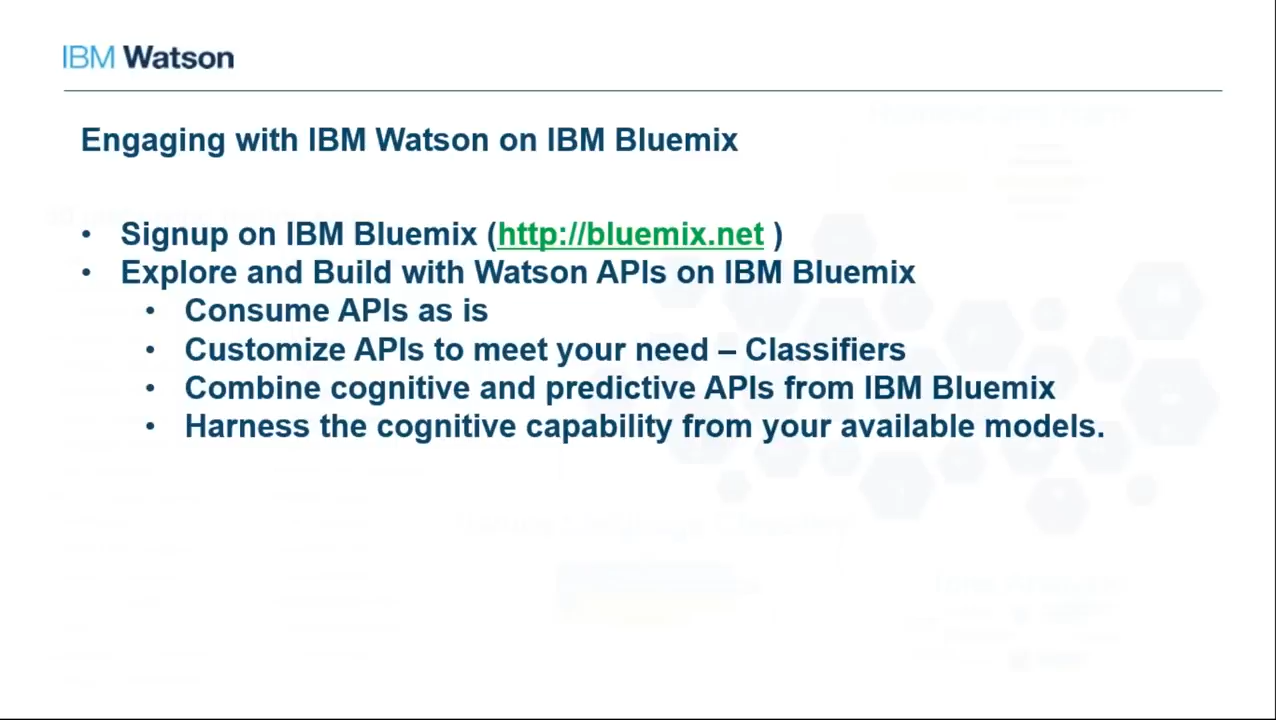 IBM Watson
Engaging with IBM Watson on IBM Bluemix
• Signup on IBM Bluemix (http://bluemix.net )
• Explore and Build with Watson APIs on IBM Bluemix
• Consume APIs as is
• Customize APIs to meet your need – Classifiers
• Combine cognitive and predictive APIs from IBM Bluemix
• Harness the cognitive capability from your available models.